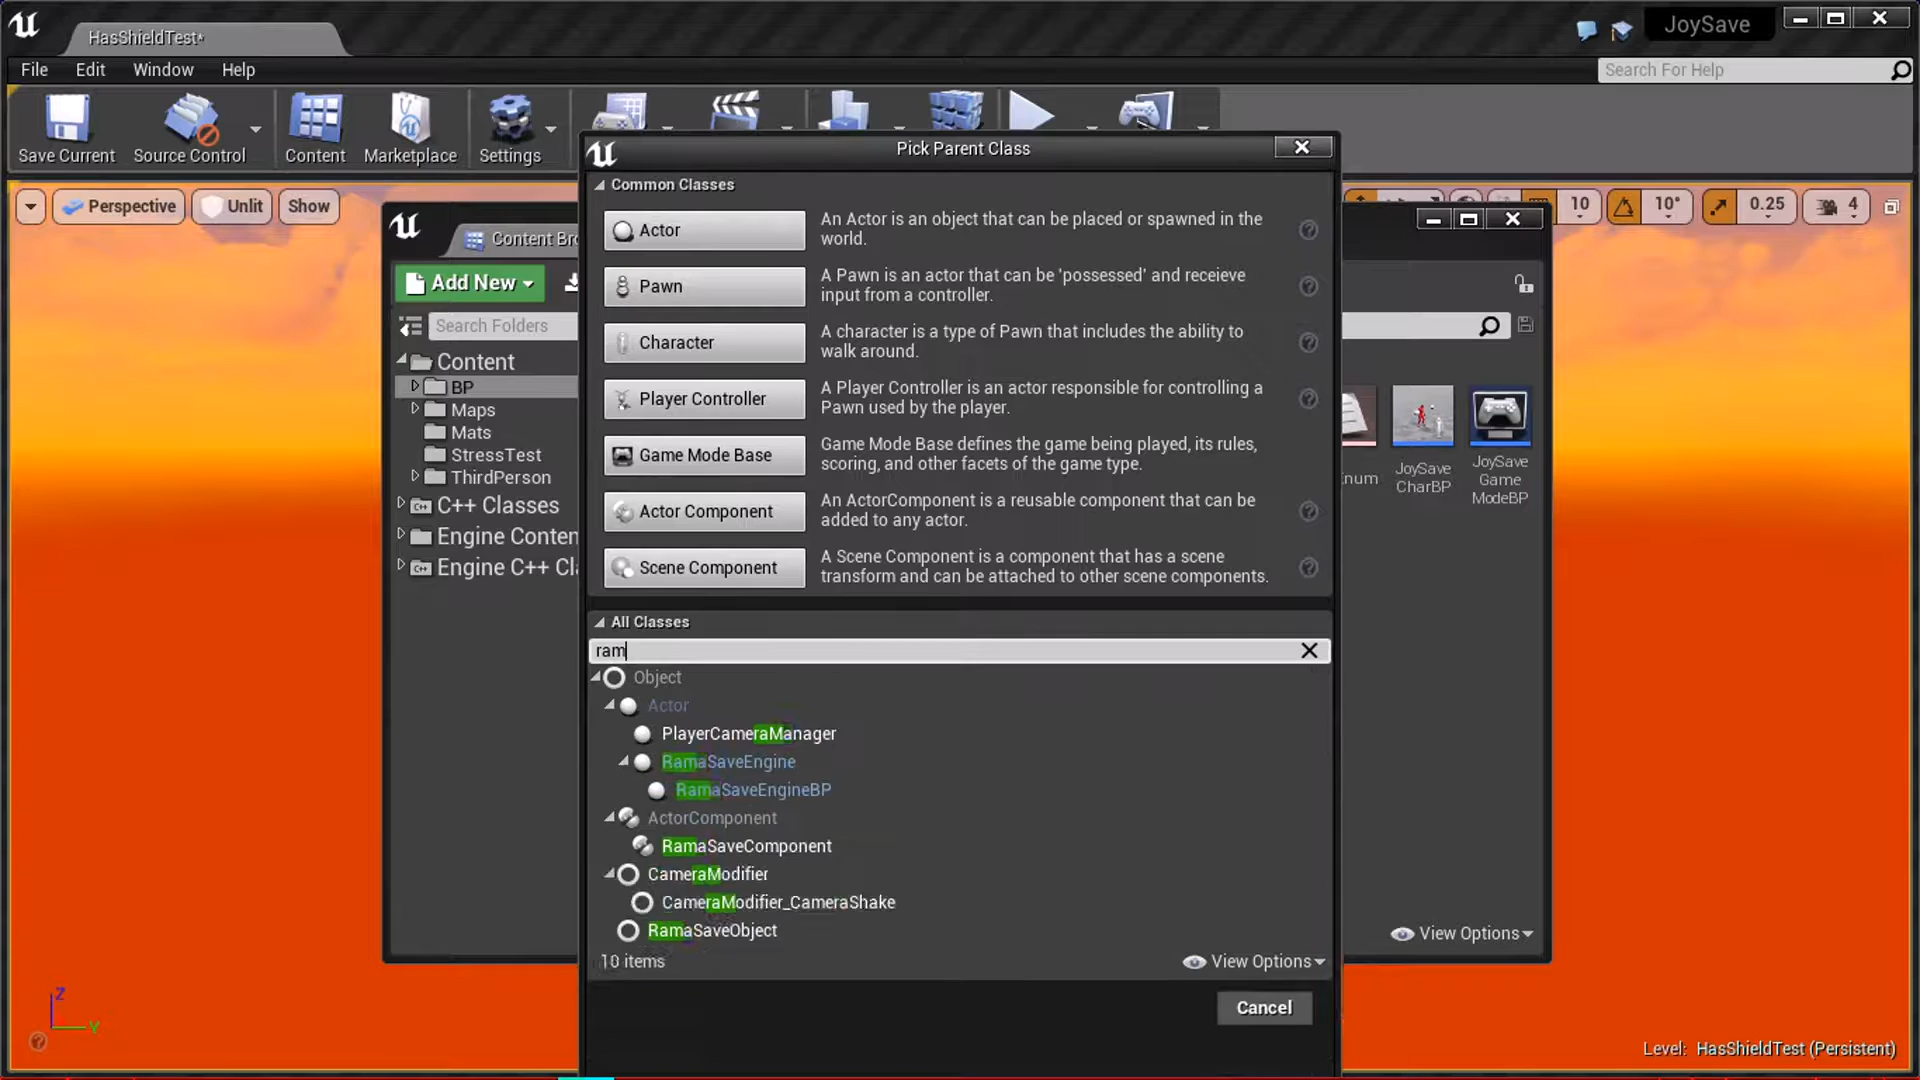 HasShieldTest*
JoySave
File Edit Window Help
Search For Help
Save Current
Source Control
Content
Marketplace
Settings
Perspective
Unlit
Show
10
10°
0.25
4
Content Br
Add New
Search Folders
Content
BP
Maps
Mats
StressTest
ThirdPerson
C++ Classes
Engine Conten
Engine C++ Cl
Pick Parent Class
Common Classes
Actor
An Actor is an object that can be placed or spawned in the
world.
Pawn
A Pawn is an actor that can be 'possessed' and receieve
input from a controller.
Character
A character is a type of Pawn that includes the ability to
walk around.
Player Controller
A Player Controller is an actor responsible for controlling a
Pawn used by the player.
Game Mode Base
Game Mode Base defines the game being played, its rules,
scoring, and other facets of the game type.
Actor Component
An ActorComponent is a reusable component that can be
added to any actor.
Scene Component
A Scene Component is a component that has a scene
transform and can be attached to other scene components.
All Classes
ram
Object
Actor
PlayerCameraManager
RamaSaveEngine
RamaSaveEngineBP
ActorComponent
RamaSaveComponent
CameraModifier
CameraModifier_CameraShake
RamaSaveObject
10 items
View Options
Cancel
num
JoySave
CharBP
JoySave
Game
ModeBP
View Options
Z
Y
Level: HasShieldTest (Persistent)